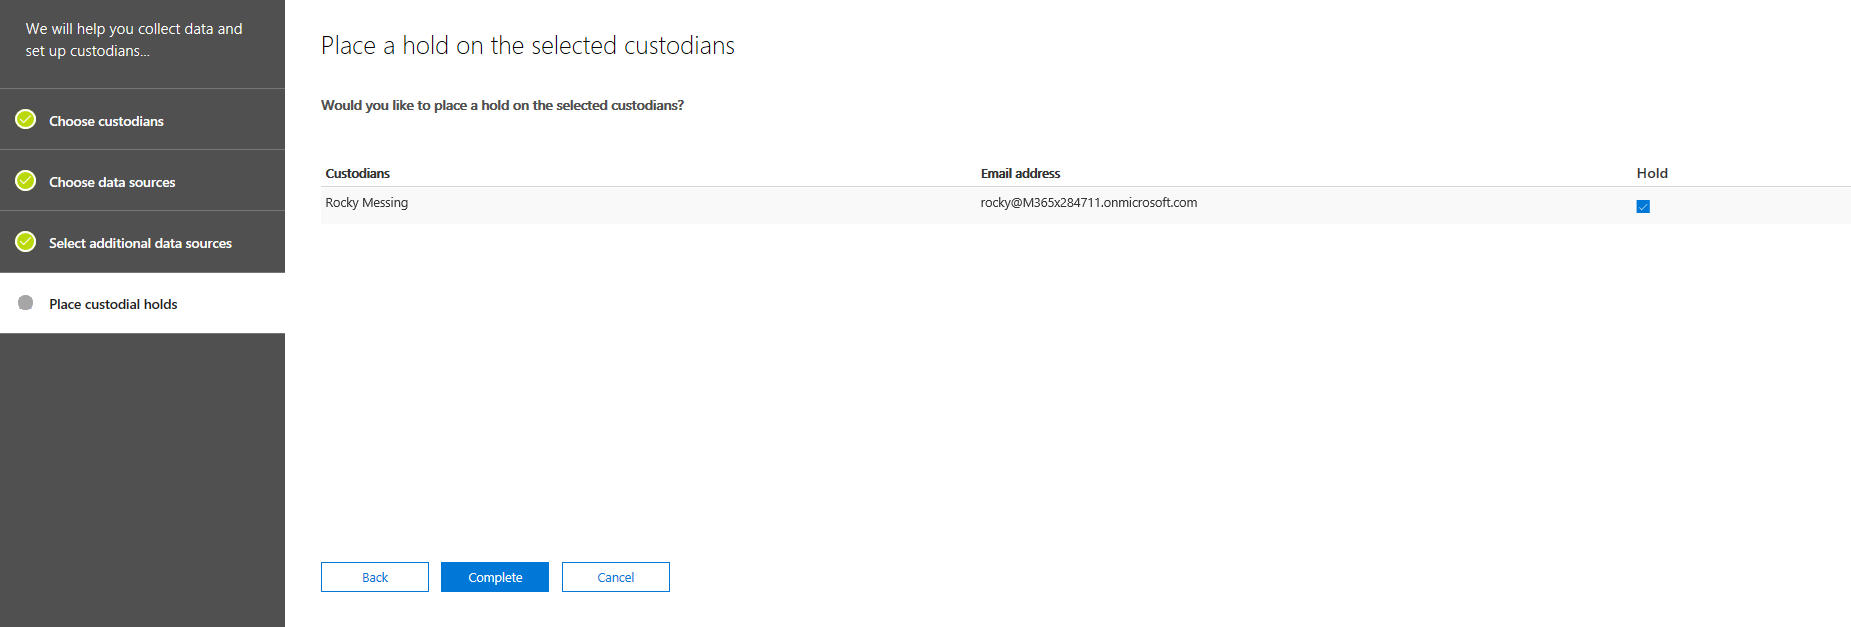 We will help you collect data and
set up custodians...
Choose custodians
Choose data sources
Select additional data sources
Place custodial holds
Place a hold on the selected custodians
Would you like to place a hold on the selected custodians?
Custodians Email address Hold
Rocky Messing rocky@M365x284711.onmicrosoft.com
Back Complete Cancel